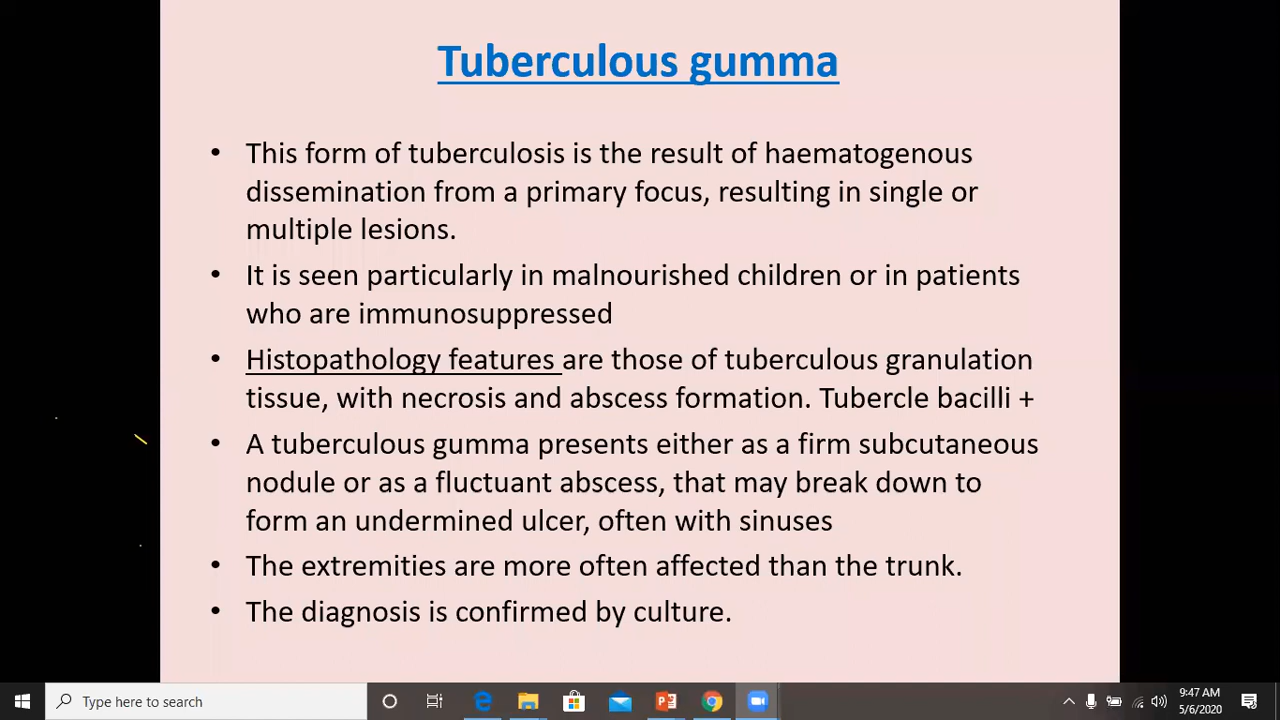 Tuberculous gumma
• This form of tuberculosis is the result of haematogenous
dissemination from a primary focus, resulting in single or
multiple lesions.
• It is seen particularly in malnourished children or in patients
who are immunosuppressed
• Histopathology features are those of tuberculous granulation
tissue, with necrosis and abscess formation. Tubercle bacilli +
• A tuberculous gumma presents either as a firm subcutaneous
nodule or as a fluctuant abscess, that may break down to
form an undermined ulcer, often with sinuses
• The extremities are more often affected than the trunk.
• The diagnosis is confirmed by culture.
Type here to search
9:47 AM
5/6/2020